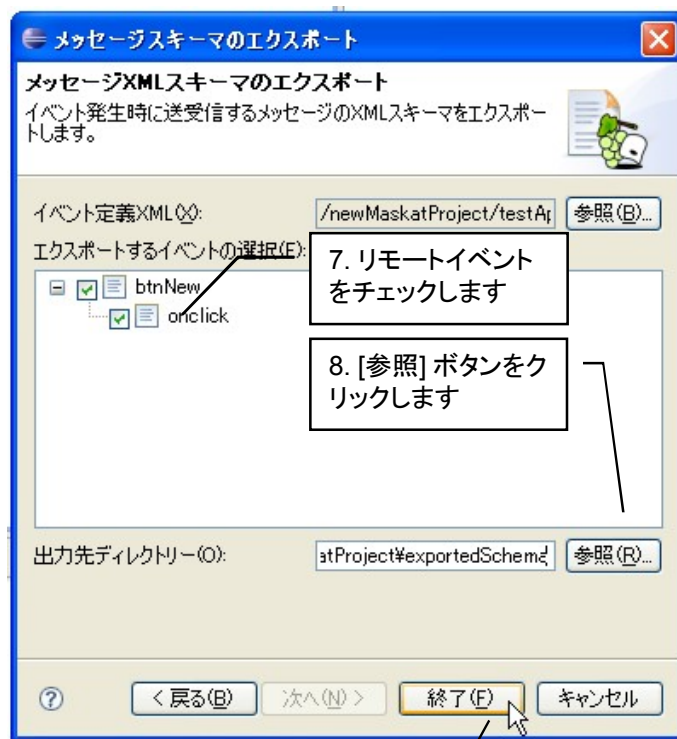 メッセージスキーマのエクスポート
メッセージXMLスキーマのエクスポート
イベント発生時に送受信するメッセージのXMLスキーマをエクスポー
トします。
イベント定義XML(X):
/newMaskatProject/testAp
参照(B)...
エクスポートするイベントの選択(E):
btnNew
onclick
7. リモートイベント
をチェックします
8. [参照] ボタンをク
リックします
出力先ディレクトリー(O):
atProject¥exportedSchema
参照(R)...
?
< 戻る(B)
次へ(N) >
終了(F)
キャンセル